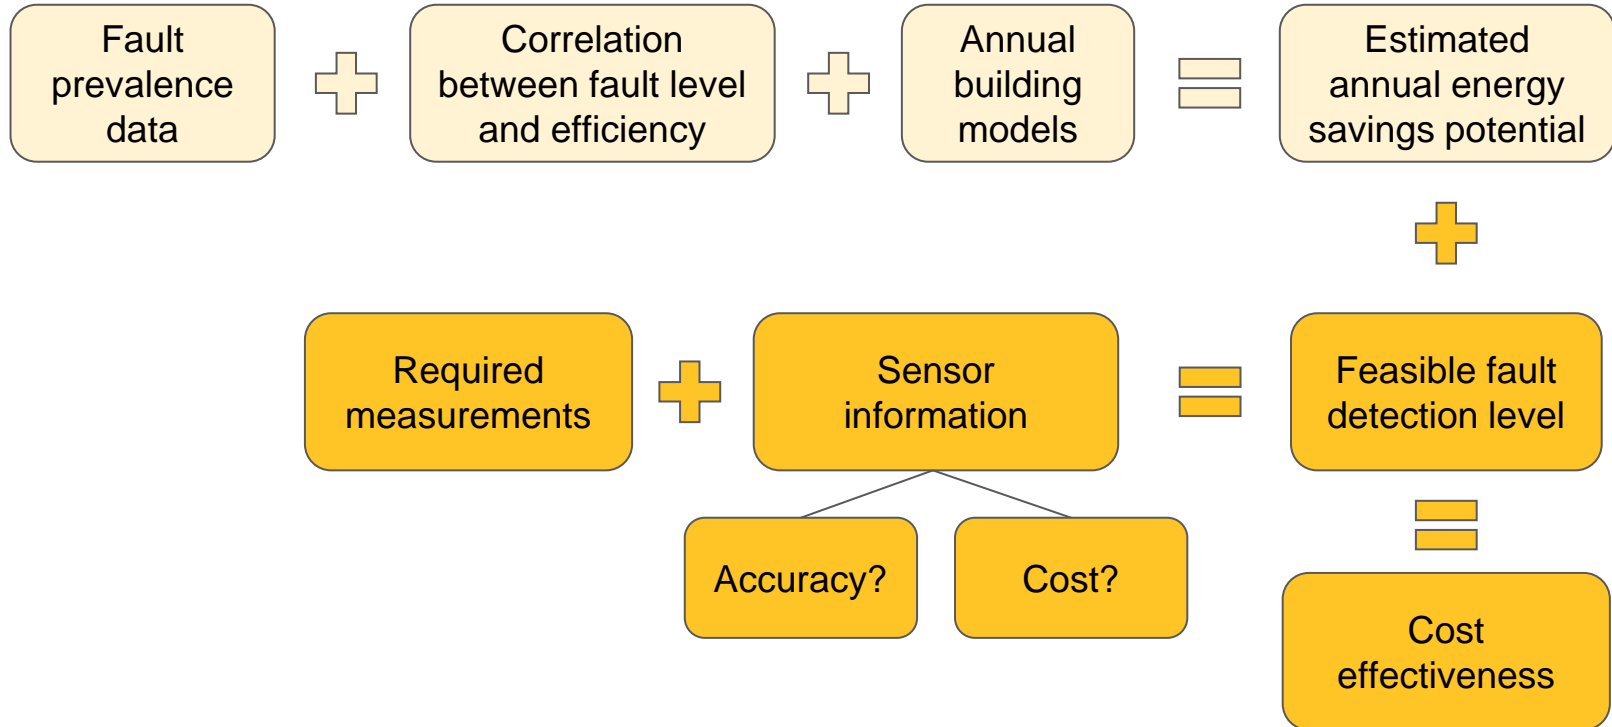 Fault
prevalence
data
Correlation
between fault level
and efficiency
Annual
building
models
Estimated
annual energy
savings potential
Required
measurements
Sensor
information
Feasible fault
detection level
Accuracy?
Cost?
Cost
effectiveness